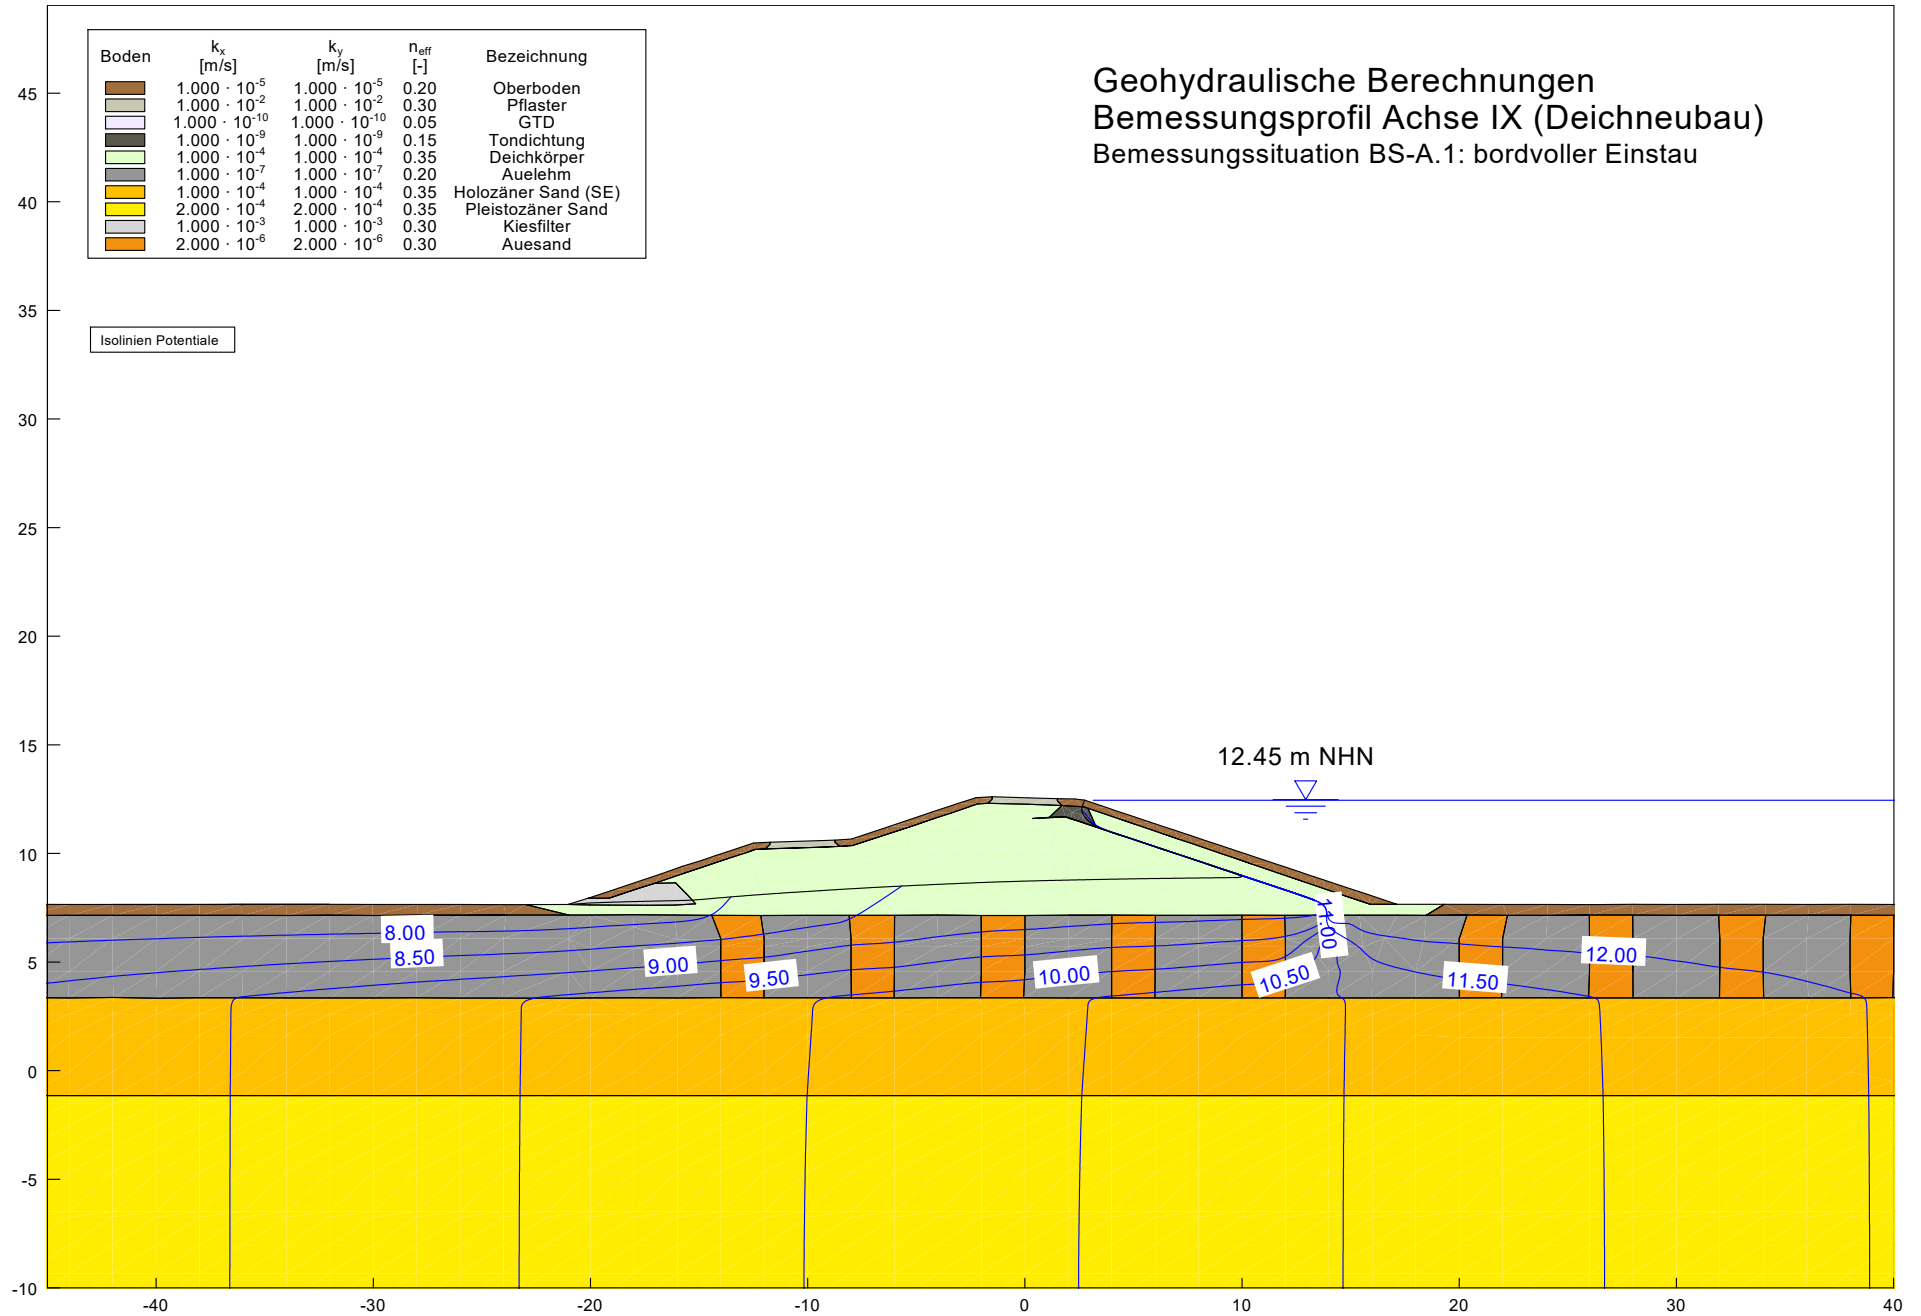 Boden kx [m/s] ky [m/s] neff [-] Bezeichnung
1.000 · 10-5 1.000 · 10-5 0.20 Oberboden
1.000 · 10-2 1.000 · 10-2 0.30 Pflaster
1.000 · 10-10 1.000 · 10-10 0.05 GTD
1.000 · 10-9 1.000 · 10-9 0.15 Tondichtung
1.000 · 10-4 1.000 · 10-4 0.35 Deichkörper
1.000 · 10-7 1.000 · 10-7 0.20 Auelehm
1.000 · 10-4 1.000 · 10-4 0.35 Holozäner Sand (SE)
2.000 · 10-4 2.000 · 10-4 0.35 Pleistozäner Sand
1.000 · 10-3 1.000 · 10-3 0.30 Kiesfilter
2.000 · 10-6 2.000 · 10-6 0.30 Auesand
Geohydraulische Berechnungen
Bemessungsprofil Achse IX (Deichneubau)
Bemessungssituation BS-A.1: bordvoller Einstau
Isolinien Potentiale
12.45 m NHN
8.00
8.50
9.00
9.50
10.00
10.50
11.00
11.50
12.00
45
40
35
30
25
20
15
10
5
0
-5
-10
-40 -30 -20 -10 0 10 20 30 40